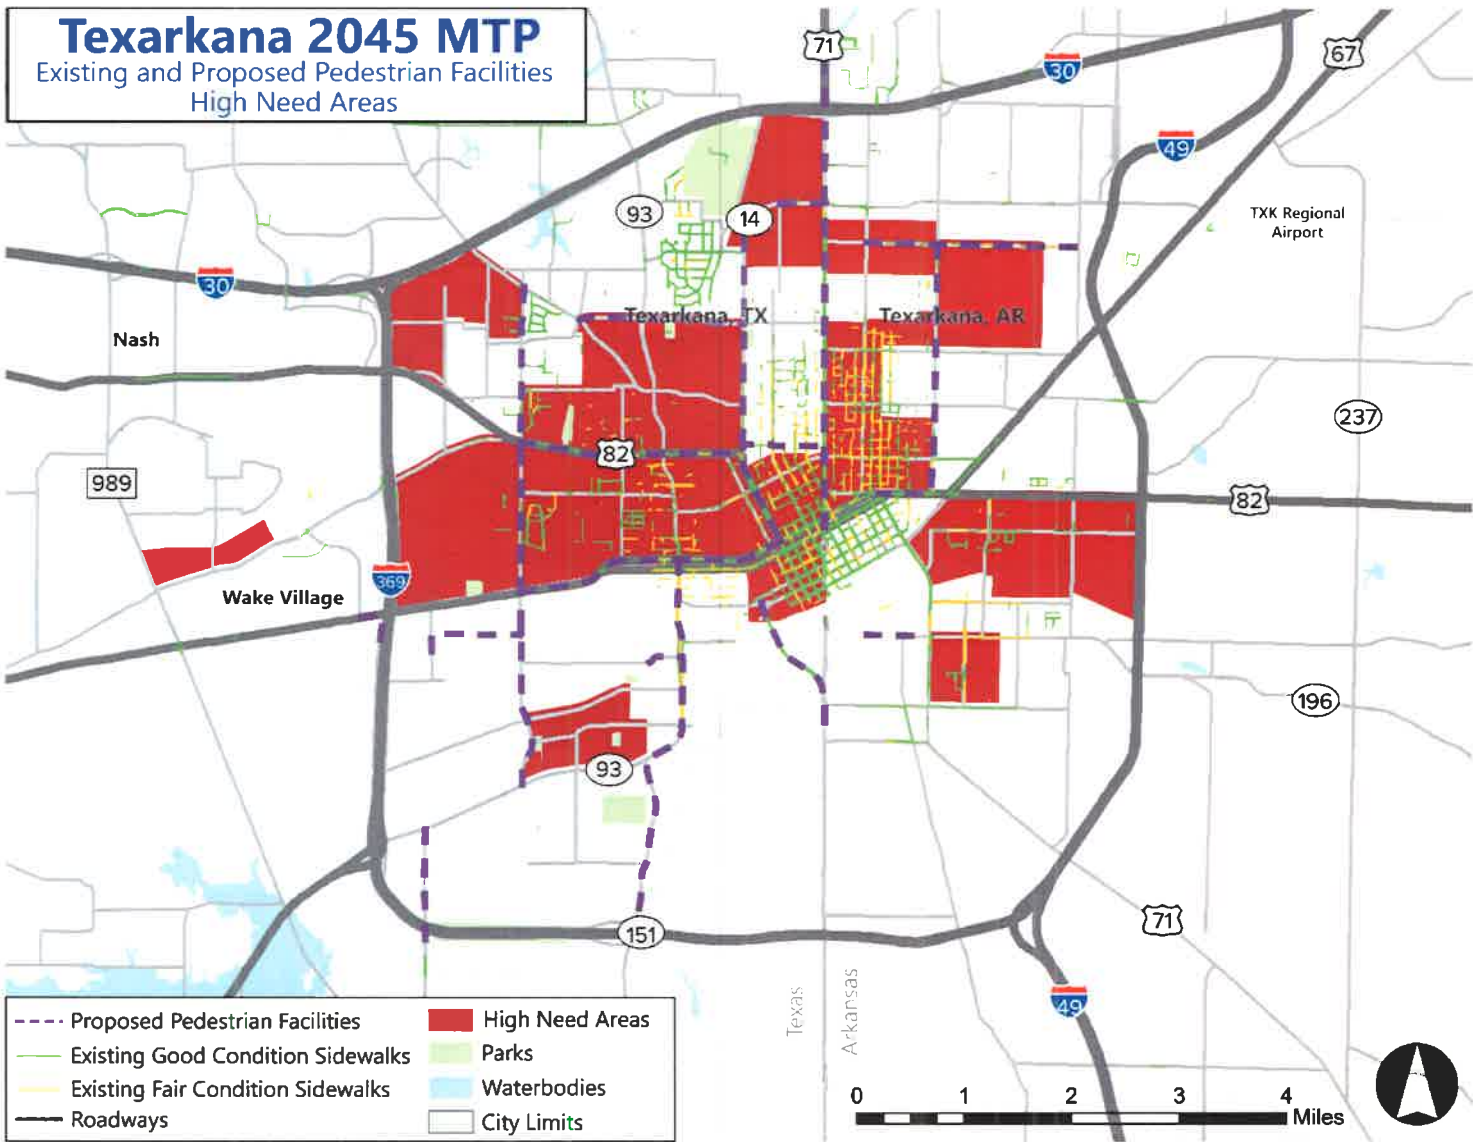 Texarkana 2045 MTP
Existing and Proposed Pedestrian Facilities
High Need Areas
71
67
30
49
93
14
TXK Regional
Airport
30
Texarkana, TX
Texarkana, AR
Nash
237
82
989
82
369
Wake Village
196
93
71
151
49
Texas
Arkansas
Proposed Pedestrian Facilities
Existing Good Condition Sidewalks
Existing Fair Condition Sidewalks
Roadways
High Need Areas
Parks
Waterbodies
City Limits
0 1 2 3 4
Miles